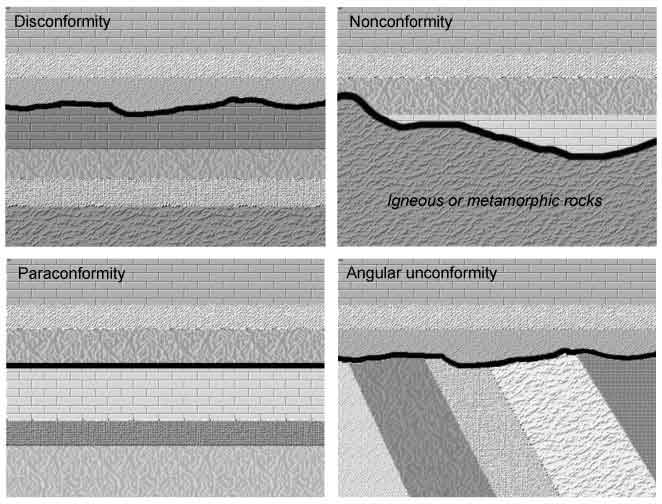 Disconformity
Nonconformity
Igneous or metamorphic rocks
Paraconformity
Angular unconformity